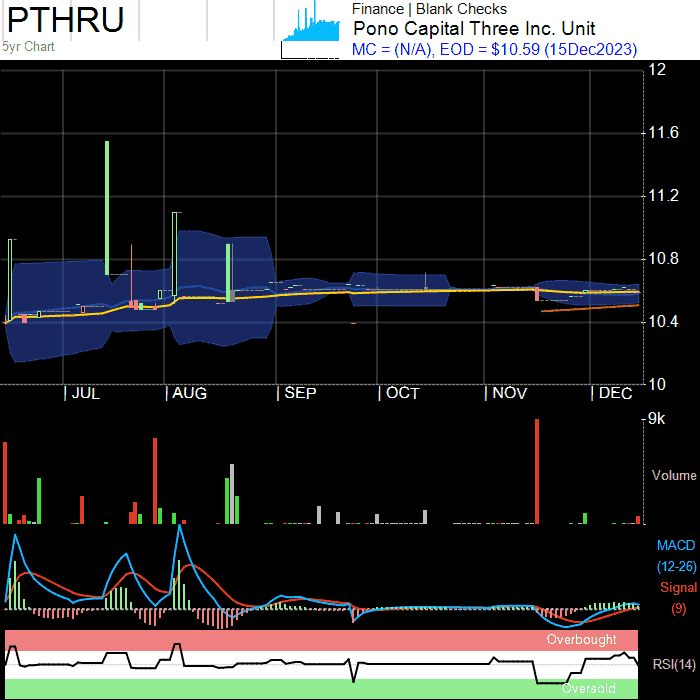 PTHRU
5yr Chart
Finance | Blank Checks
Pono Capital Three Inc. Unit
MC = (N/A), EOD = $10.59 (15Dec2023)
12
11.6
11.2
10.8
10.4
10
JUL AUG SEP OCT NOV DEC
9k
Volume
MACD
(12-26)
Signal
(9)
Overbought
RSI(14)
Oversold